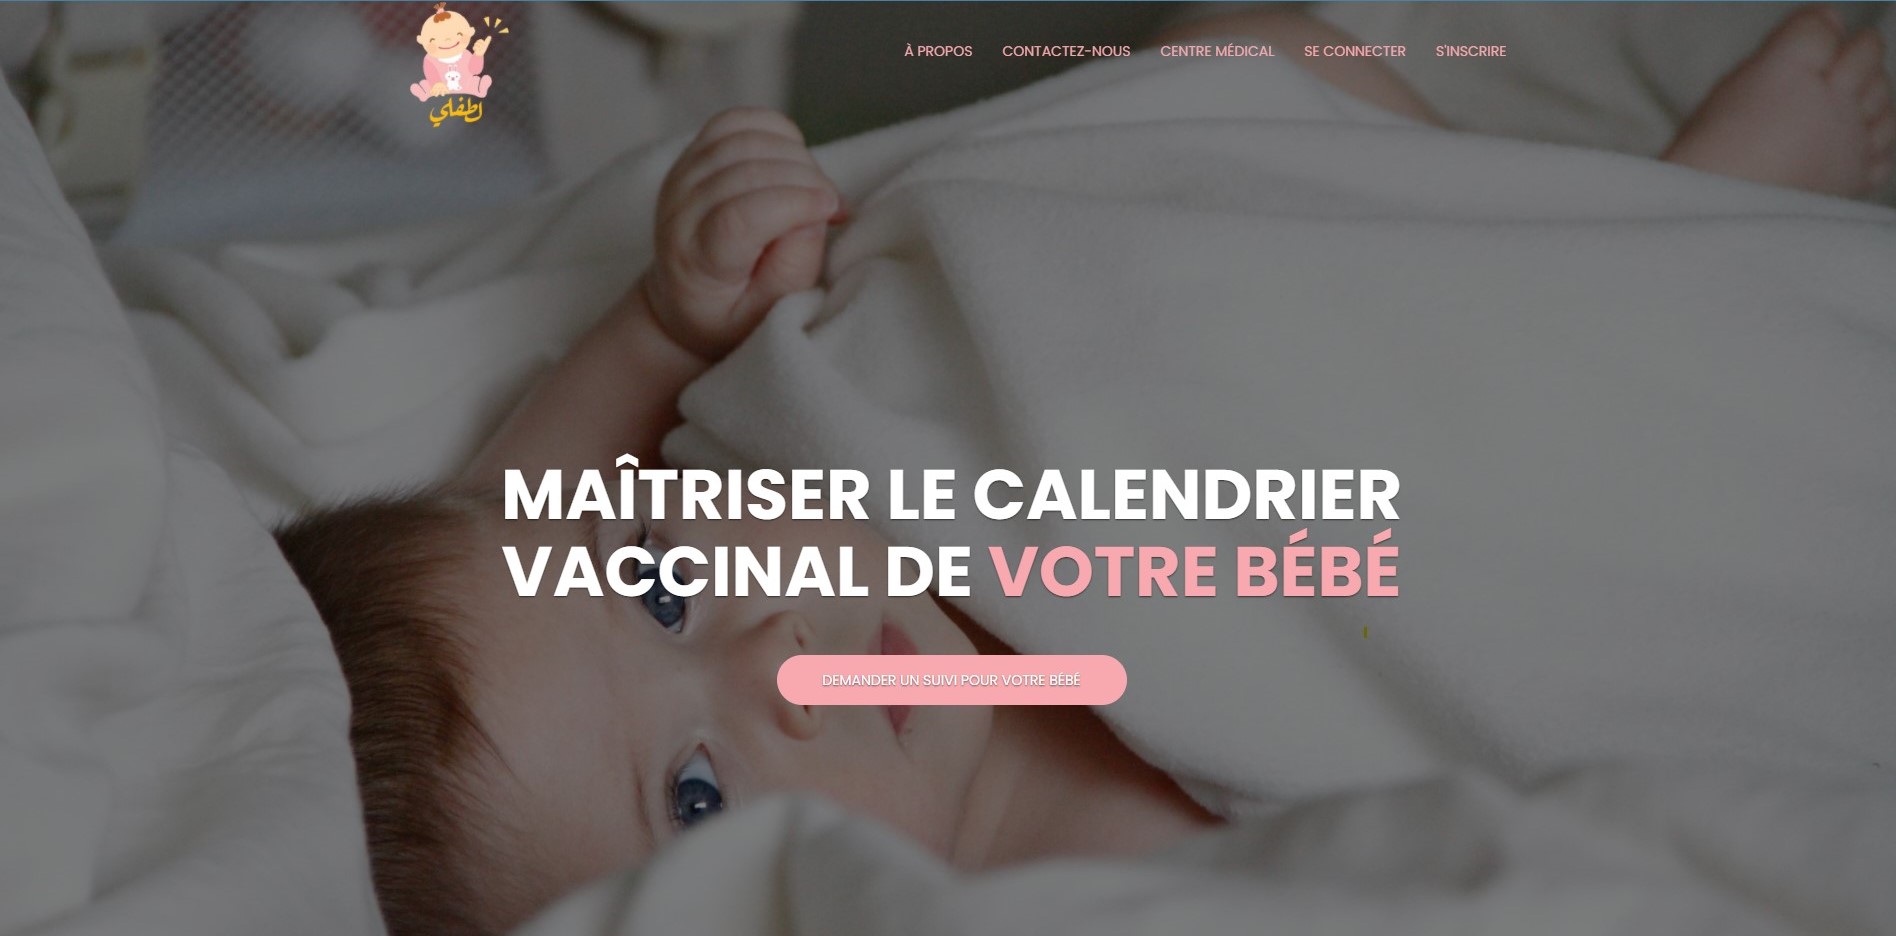 لطفلي
À PROPOS CONTACTEZ-NOUS CENTRE MÉDICAL SE CONNECTER S'INSCRIRE
MAÎTRISER LE CALENDRIER
VACCINAL DE VOTRE BÉBÉ
DEMANDER UN SUIVI POUR VOTRE BÉBÉ